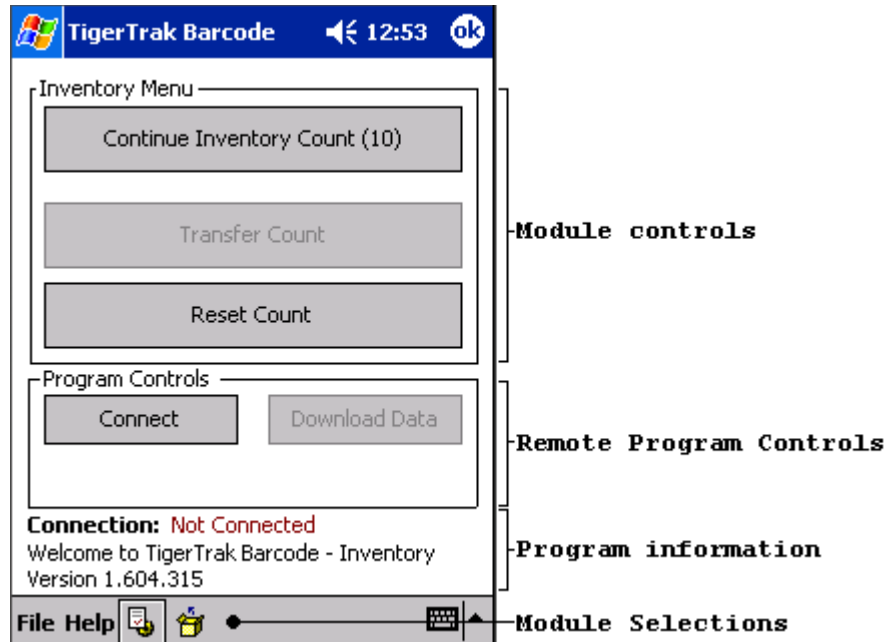 TigerTrak Barcode 12:53 ok
Inventory Menu
Continue Inventory Count (10)
Transfer Count
Reset Count
Module controls
Program Controls
Connect Download Data
Remote Program Controls
Connection: Not Connected
Welcome to TigerTrak Barcode - Inventory
Version 1.604.315
Program information
File Help
Module Selections